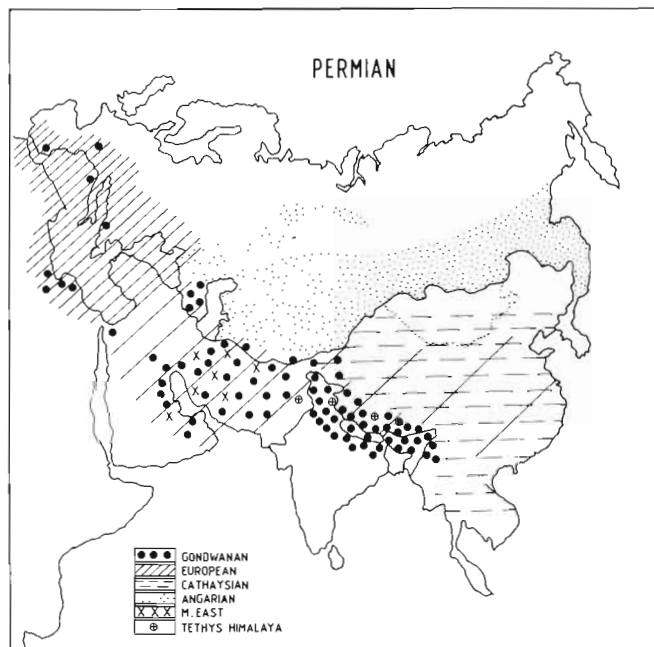 PERMIAN
GONDWANAN
EUROPEAN
CATHAYSIAN
ANGARIAN
M.EAST
TETHYS HIMALAYA